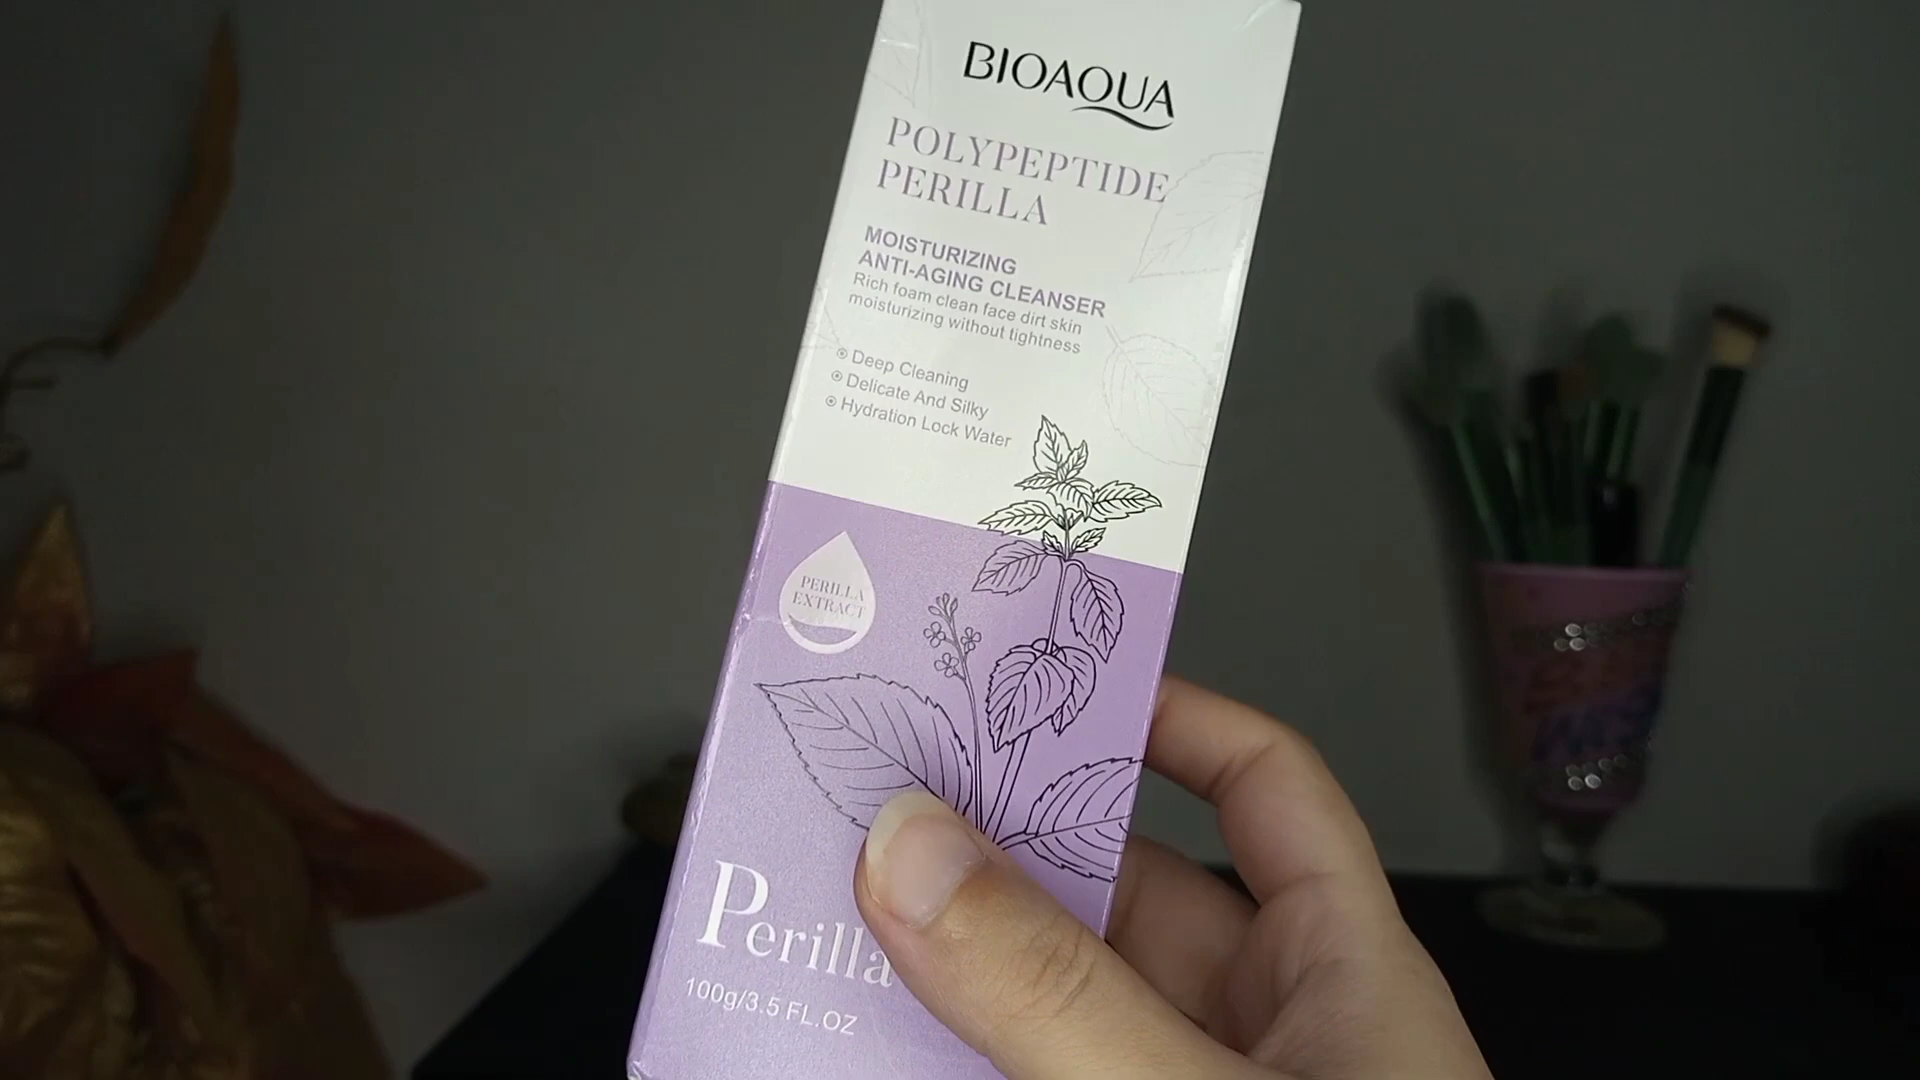 BIOAQUA
POLYPEPTIDE
PERILLA
MOISTURIZING
ANTI-AGING CLEANSER
Rich foam clean face dirt skin
moisturizing without tightness
Deep Cleaning
Delicate And Silky
Hydration Lock Water
PERILLA
EXTRACT
Perilla
100g/3.5 FL.OZ